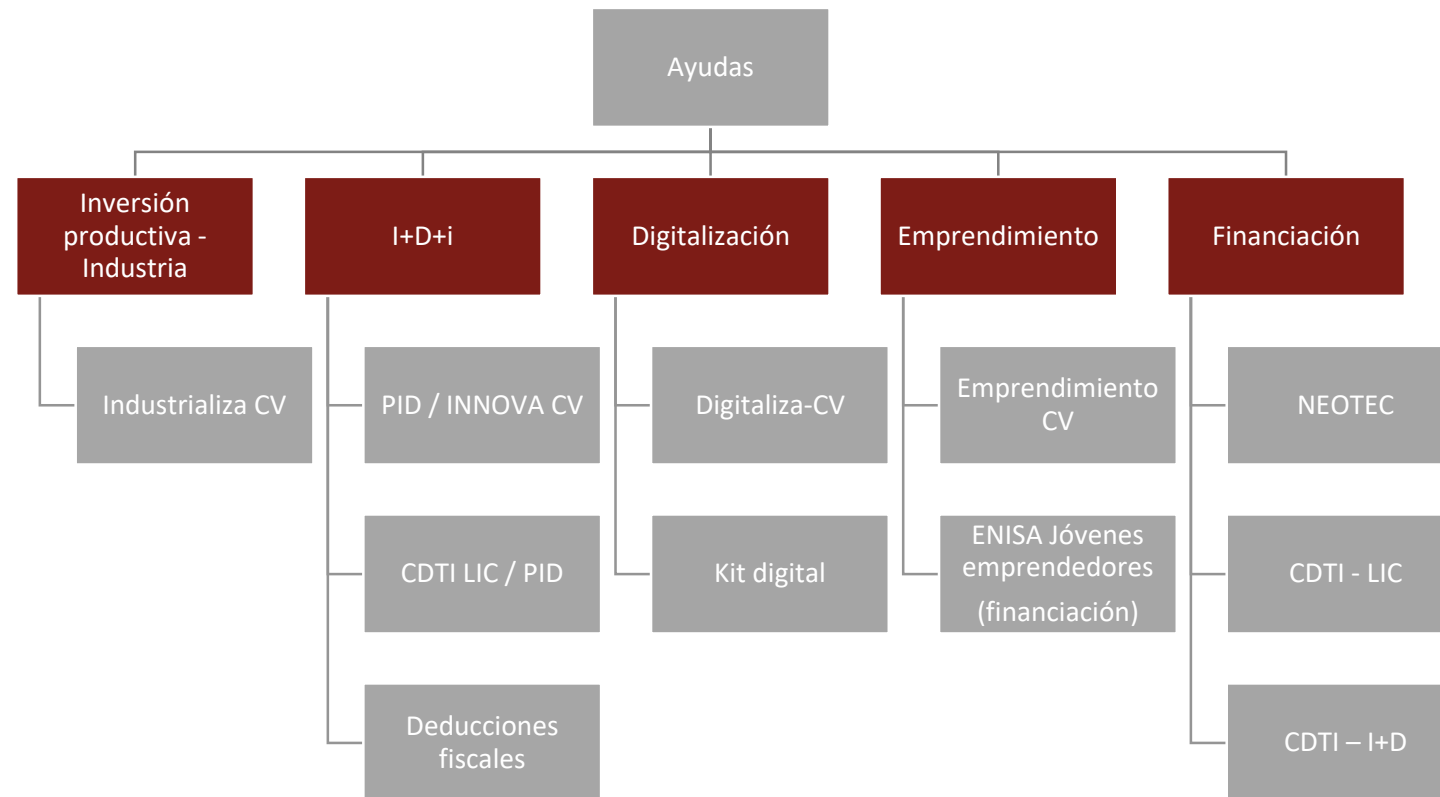 Ayudas
Inversión
productiva -
Industria
I+D+i
Digitalización
Emprendimiento
Financiación
Industrializa CV
PID / INNOVA CV
Digitaliza-CV
Emprendimiento
CV
NEOTEC
CDTI LIC / PID
Kit digital
ENISA Jóvenes
emprendedores
(financiación)
CDTI - LIC
Deducciones
fiscales
CDTI – I+D